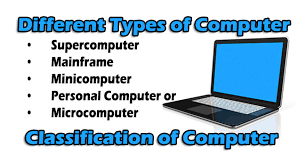 Different Types of Computer
• Supercomputer
• Mainframe
• Minicomputer
• Personal Computer or
• Microcomputer
Classification of Computer